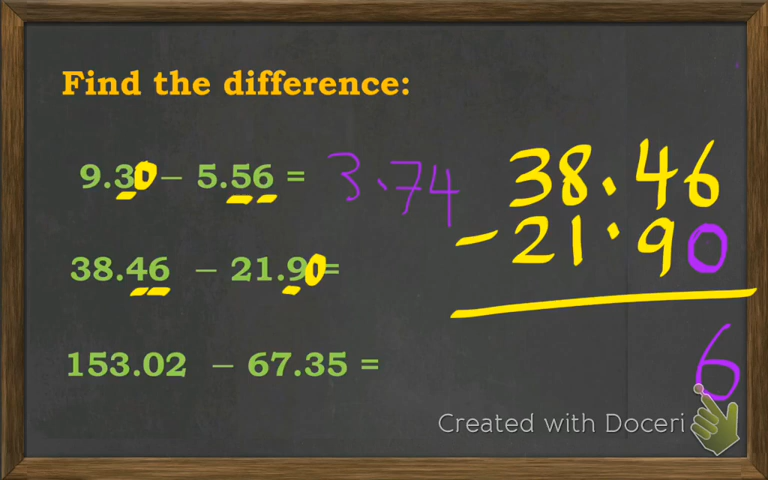 Find the difference:
9.30 – 5.56 = 3.74
38.46 – 21.90 =
153.02 – 67.35 =
38.46
- 21.90
6
Created with Doceri